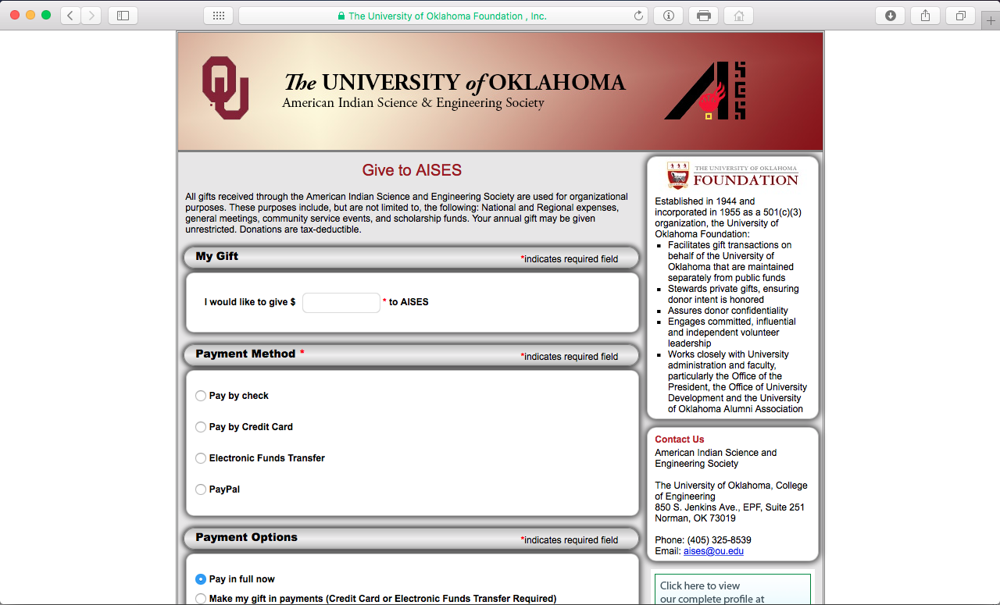 The University of Oklahoma Foundation , Inc.
The UNIVERSITY of OKLAHOMA
American Indian Science & Engineering Society
OU
AISES
Give to AISES
All gifts received through the American Indian Science and Engineering Society are used for organizational
purposes. These purposes include, but are not limited to, the following: National and Regional expenses,
general meetings, community service events, and scholarship funds. Your annual gift may be given
unrestricted. Donations are tax-deductible.
My Gift
*indicates required field
I would like to give $ * to AISES
Payment Method *
*indicates required field
Pay by check
Pay by Credit Card
Electronic Funds Transfer
PayPal
Payment Options
*indicates required field
Pay in full now
Make my gift in payments (Credit Card or Electronic Funds Transfer Required)
THE UNIVERSITY OF OKLAHOMA
FOUNDATION
Established in 1944 and
incorporated in 1955 as a 501(c)(3)
organization, the University of
Oklahoma Foundation:
Facilitates gift transactions on
behalf of the University of
Oklahoma that are maintained
separately from public funds
Stewards private gifts, ensuring
donor intent is honored
Assures donor confidentiality
Engages committed, influential
and independent volunteer
leadership
Works closely with University
administration and faculty,
particularly the Office of the
President, the Office of University
Development and the University
of Oklahoma Alumni Association
Contact Us
American Indian Science and
Engineering Society
The University of Oklahoma, College
of Engineering
850 S. Jenkins Ave., EPF, Suite 251
Norman, OK 73019
Phone: (405) 325-8539
Email: aises@ou.edu
Click here to view
our complete profile at